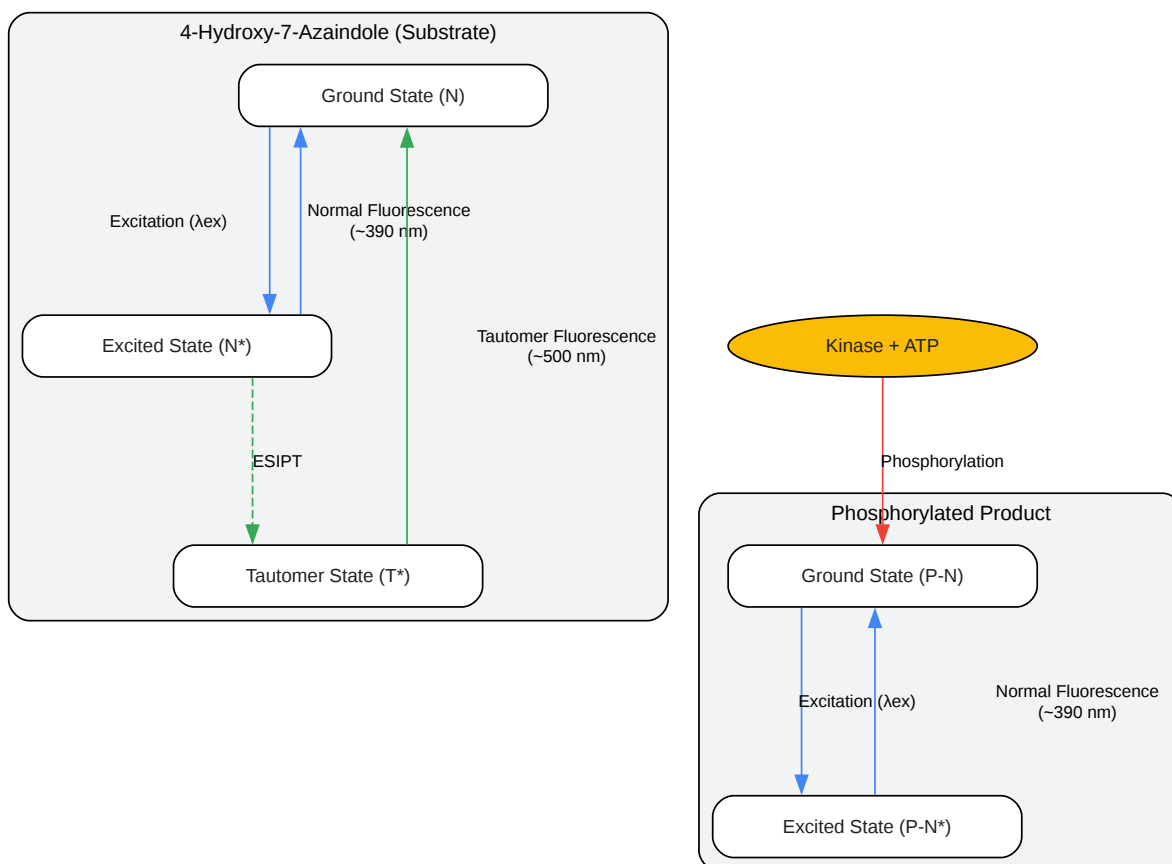 4-Hydroxy-7-Azaindole (Substrate)
Ground State (N)
Excitation (λex)
Normal Fluorescence
(~390 nm)
Excited State (N*)
Tautomer Fluorescence
(~500 nm)
ESIPT
Tautomer State (T*)
Kinase + ATP
Phosphorylation
Phosphorylated Product
Ground State (P-N)
Excitation (λex)
Normal Fluorescence
(~390 nm)
Excited State (P-N*)